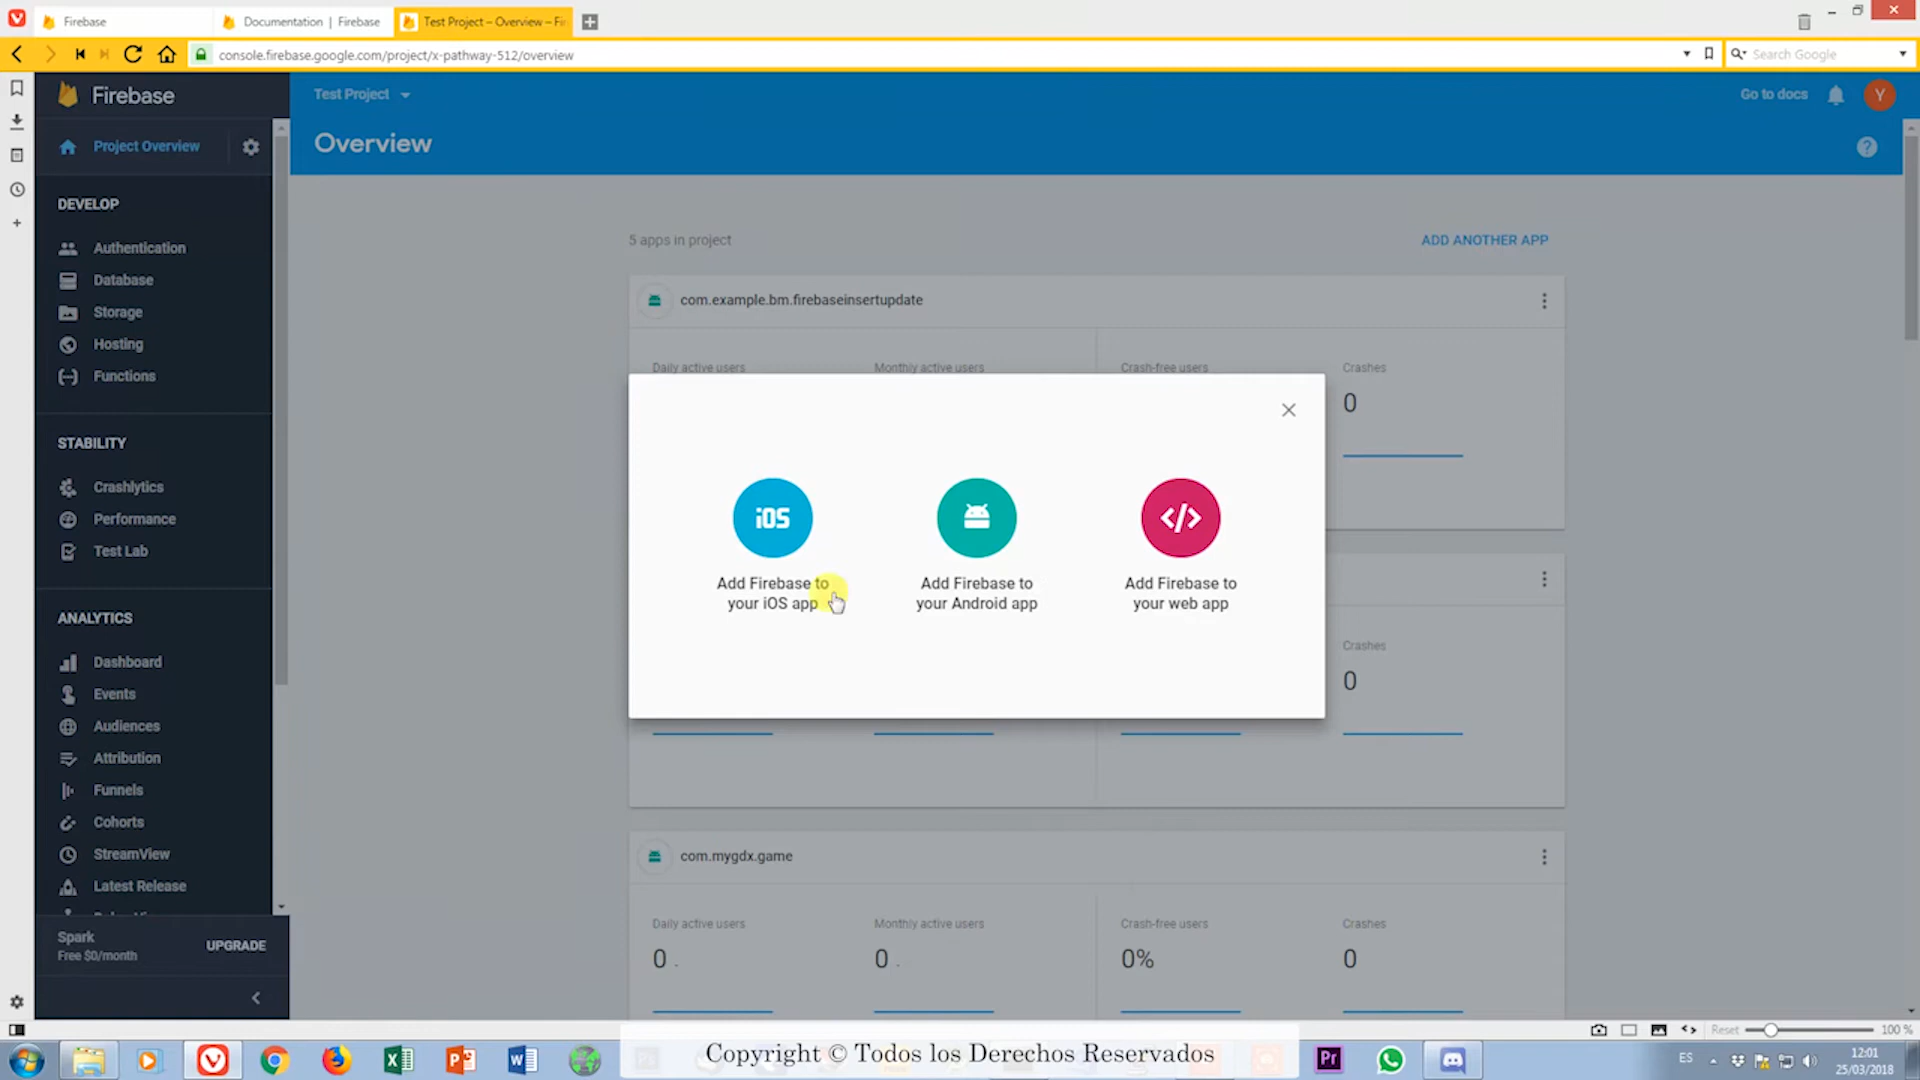 Firebase
Documentation | Firebase
Test Project – Overview – Fir
console.firebase.google.com/project/x-pathway-512/overview
Search Google
Firebase
Test Project
Go to docs
Y
Project Overview
Overview
DEVELOP
Authentication
Database
Storage
Hosting
Functions
STABILITY
Crashlytics
Performance
Test Lab
ANALYTICS
Dashboard
Events
Audiences
Attribution
Funnels
Cohorts
StreamView
Latest Release
Spark
Free $0/month
UPGRADE
5 apps in project
ADD ANOTHER APP
com.example.bm.firebaseinsertupdate
Daily active users
Monthly active users
Crash-free users
Crashes
0
iOS
Add Firebase to
your iOS app
Add Firebase to
your Android app
</>
Add Firebase to
your web app
Crashes
0
com.mygdx.game
Daily active users
Monthly active users
Crash-free users
Crashes
0
0
0%
0
Reset
100 %
Copyright © Todos los Derechos Reservados
Pr
ES
12:01
25/03/2018